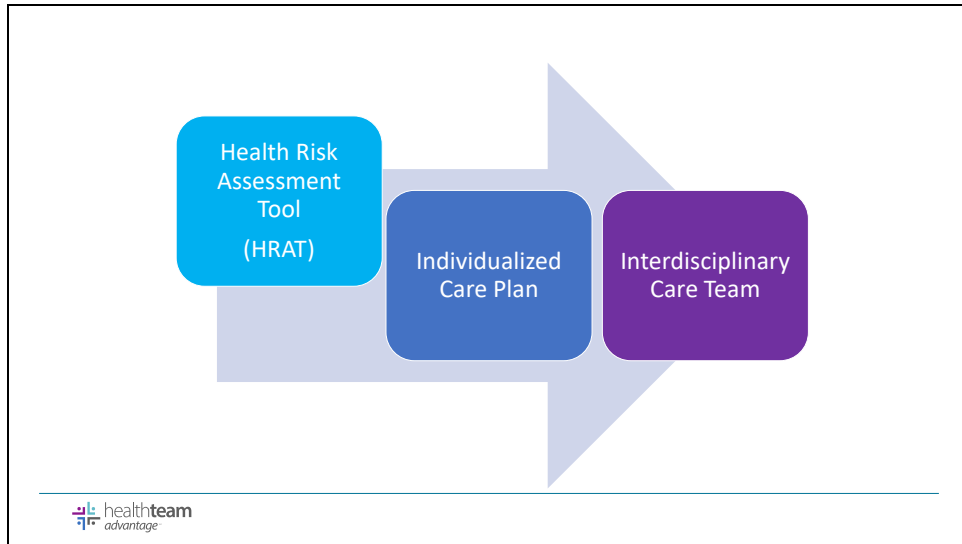 Health Risk
Assessment
Tool
(HRAT)
Individualized
Care Plan
Interdisciplinary
Care Team
healthteam
advantage